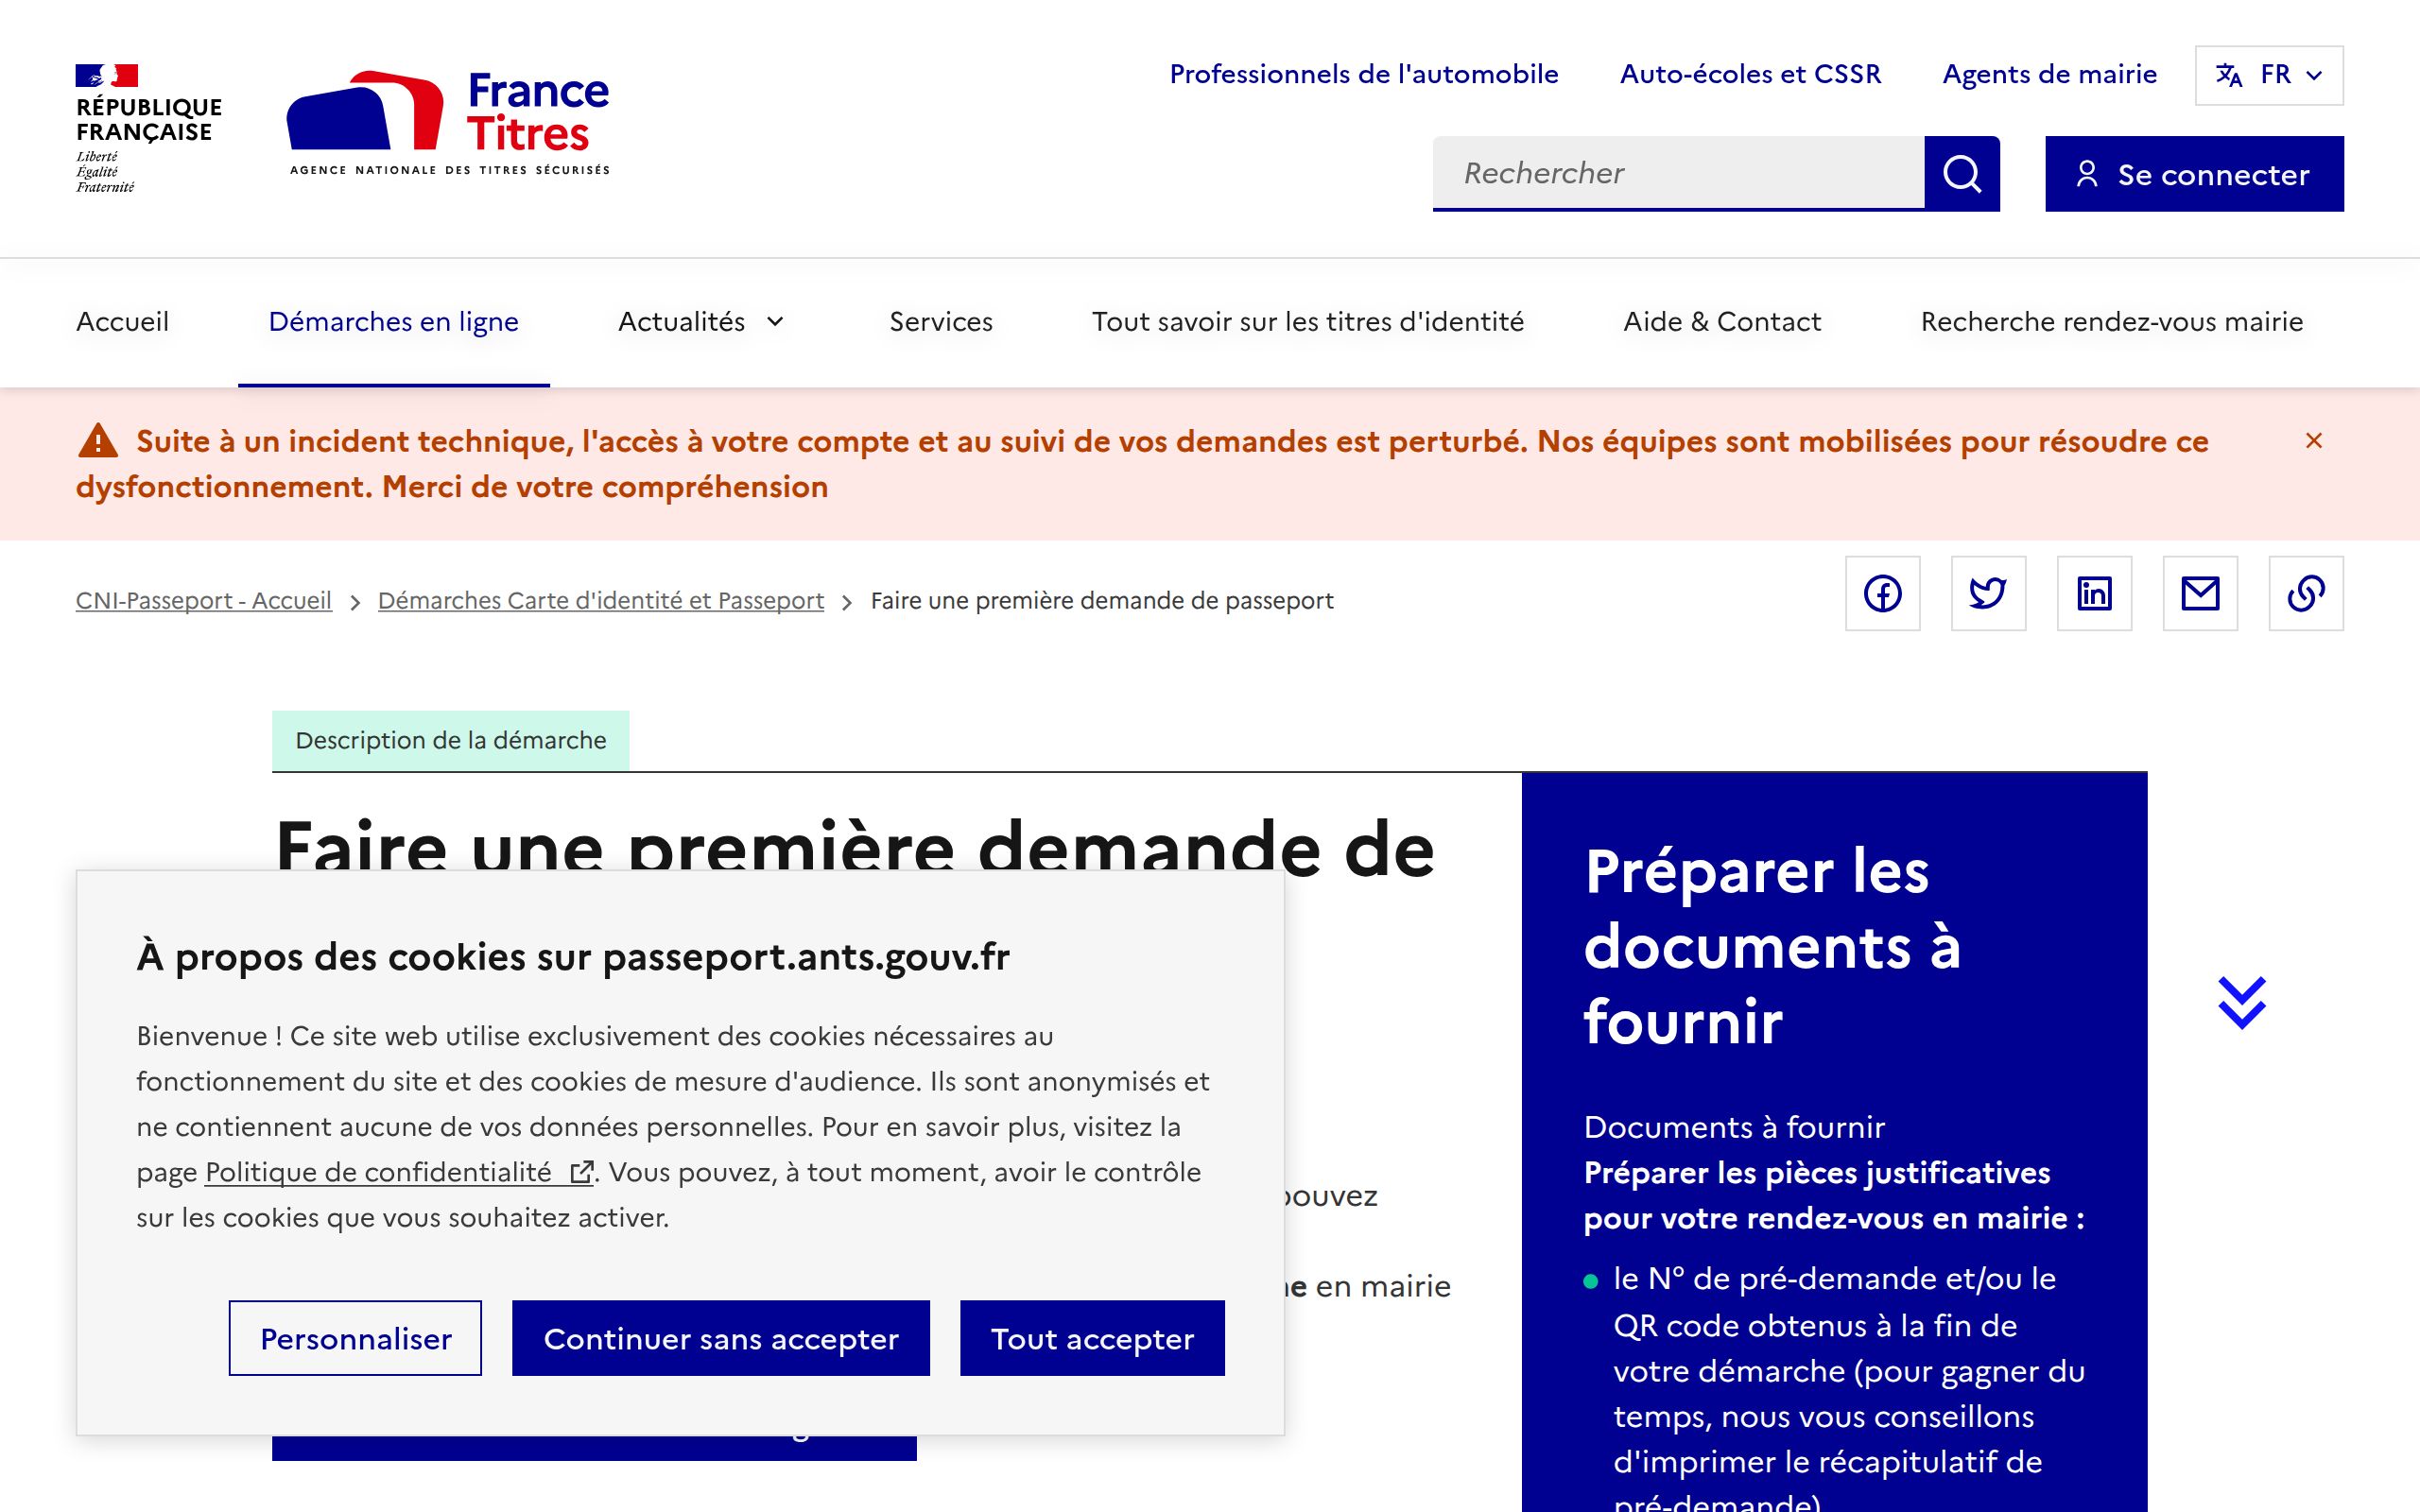 RÉPUBLIQUE
FRANÇAISE
Liberté
Égalité
Fraternité
France
Titres
AGENCE NATIONALE DES TITRES SÉCURISÉS
Professionnels de l'automobile Auto-écoles et CSSR Agents de mairie FR
Rechercher Se connecter
Accueil Démarches en ligne Actualités Services Tout savoir sur les titres d'identité Aide & Contact Recherche rendez-vous mairie
Suite à un incident technique, l'accès à votre compte et au suivi de vos demandes est perturbé. Nos équipes sont mobilisées pour résoudre ce
dysfonctionnement. Merci de votre compréhension
CNI-Passeport - Accueil Démarches Carte d'identité et Passeport Faire une première demande de passeport
Description de la démarche
Faire une première demande de
À propos des cookies sur passeport.ants.gouv.fr
Bienvenue ! Ce site web utilise exclusivement des cookies nécessaires au
fonctionnement du site et des cookies de mesure d'audience. Ils sont anonymisés et
ne contiennent aucune de vos données personnelles. Pour en savoir plus, visitez la
page Politique de confidentialité . Vous pouvez, à tout moment, avoir le contrôle
sur les cookies que vous souhaitez activer.
Personnaliser Continuer sans accepter Tout accepter
pouvez
en mairie
Préparer les
documents à
fournir
Documents à fournir
Préparer les pièces justificatives
pour votre rendez-vous en mairie :
le N° de pré-demande et/ou le
QR code obtenus à la fin de
votre démarche (pour gagner du
temps, nous vous conseillons
d'imprimer le récapitulatif de
pré-demande)